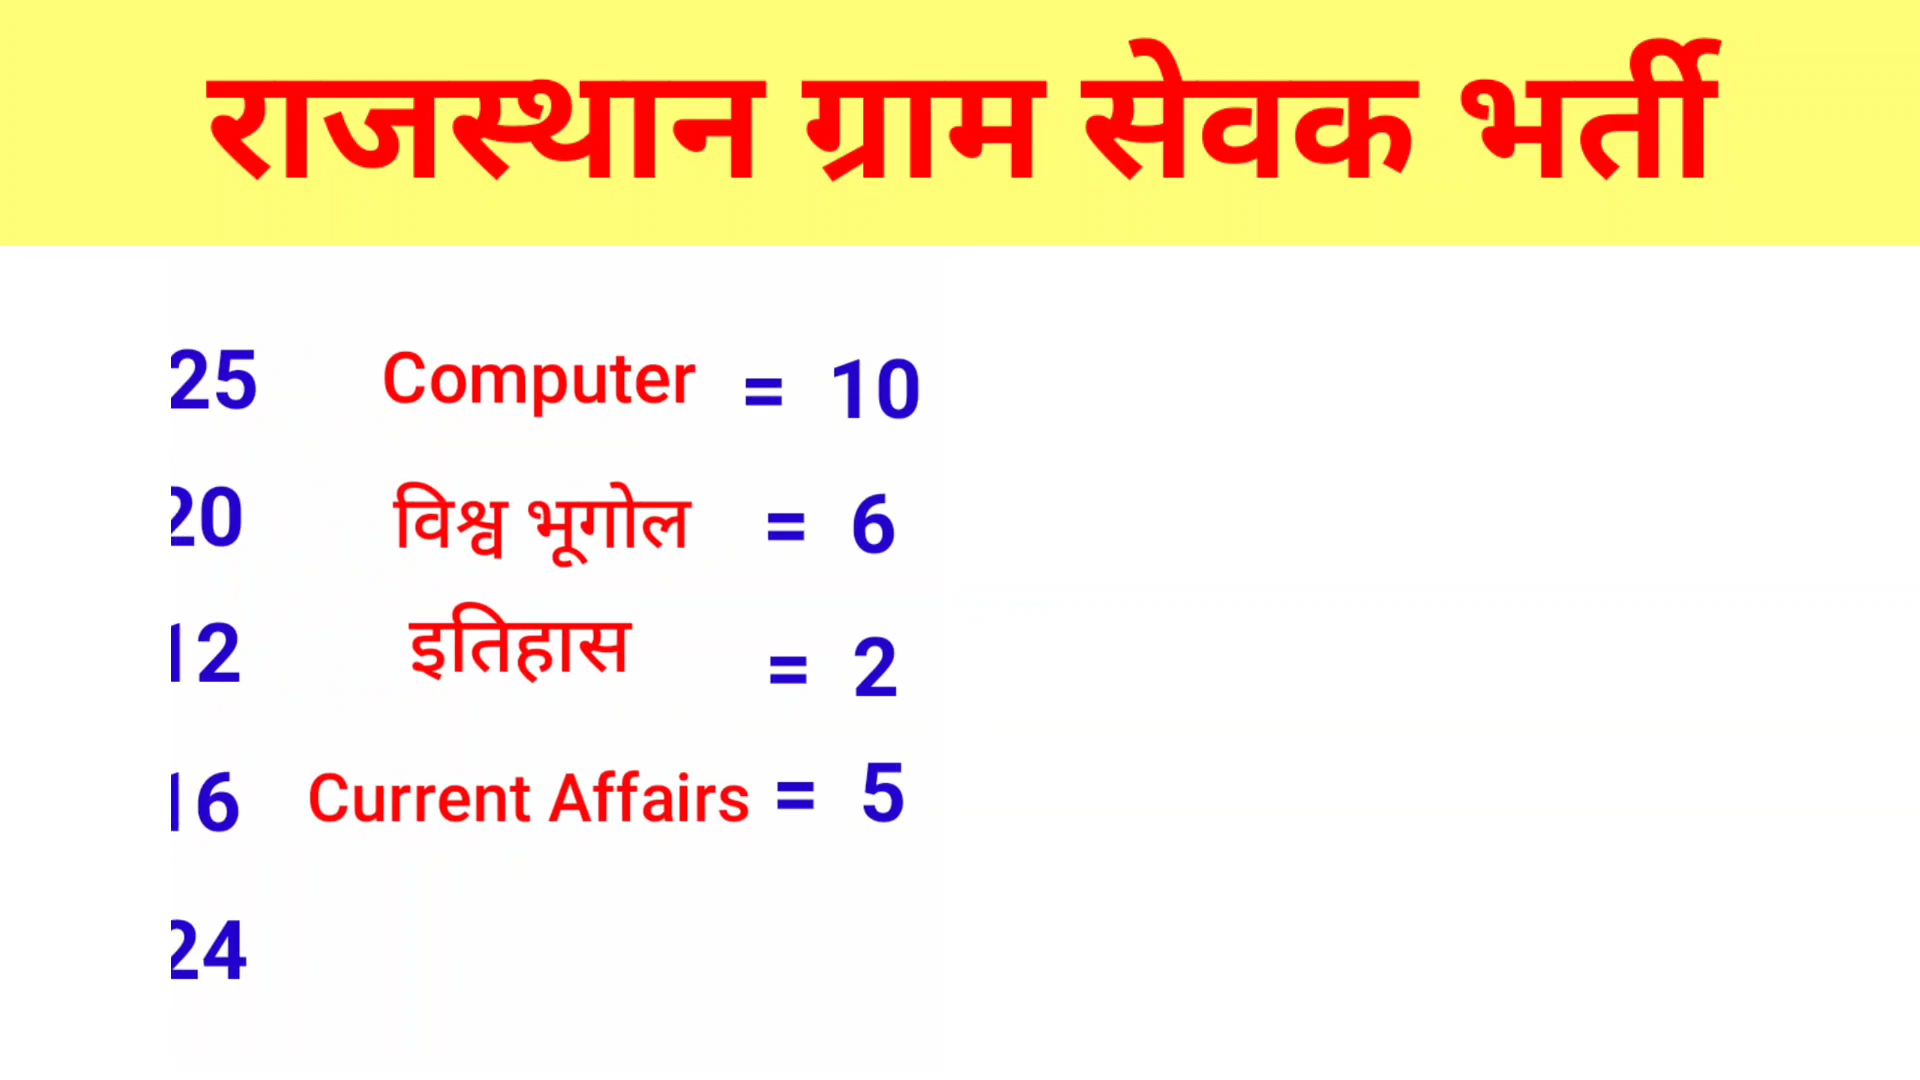 राजस्थान ग्राम सेवक भर्ती
25 Computer = 10
20 विश्व भूगोल = 6
12 इतिहास = 2
16 Current Affairs = 5
24